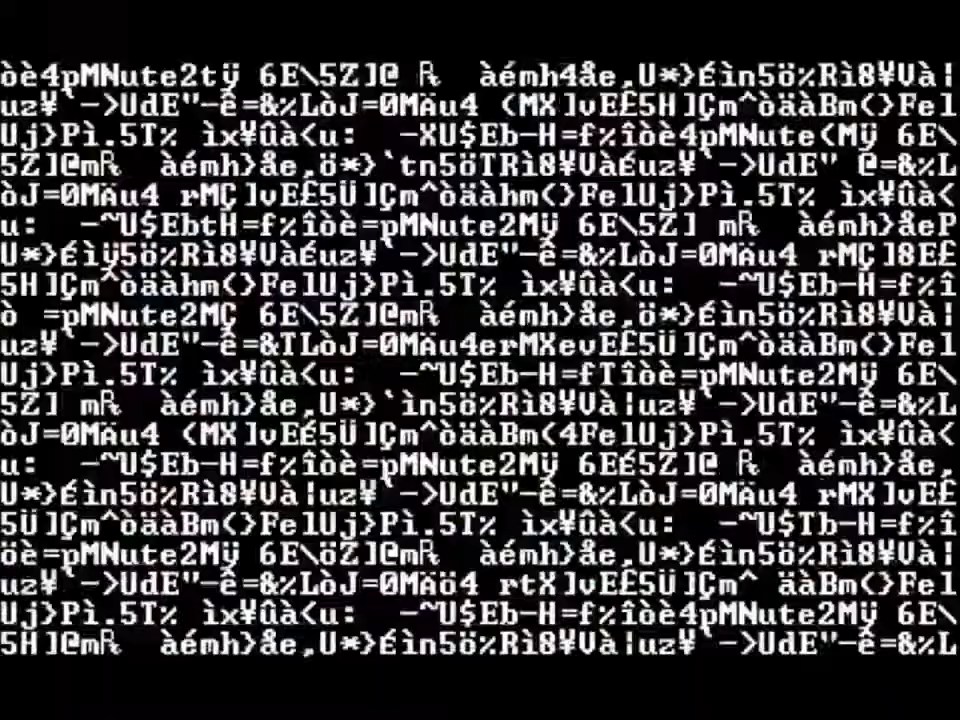 òè4pMNute2tÿ 6E\5Z]@ ℞  àémh4åe,U*}Éìn5ö%Rì8¥Và¦
uz¥`->UdE"-ê=&%LòJ=0MÄu4 (MX]vE£5H]Çm^òäàBm<>Fel
Uj}Pì.5T% ìx¥ûà<u:  -XU$Eb-H=f%îòè4pMNute(Mÿ 6E\
5Z]@m℞  àémh}åe,ö*}`tn5öTRì8¥VàÉuz¥`->UdE" @=&%L
òJ=0MÄu4 rMÇ]vE£5Ü]Çm^òäàhm<>FelUj}Pì.5T% ìx¥ûà<
u:  -~U$EbtH=f%îòè=pMNute2Mÿ 6E\5Z] m℞  àémh}åeP
U*}Éìÿ5ö%Rì8¥VàÉuz¥`->UdE"-ê=&%LòJ=0MÄu4 rMÇ]8E£
5H]Çm^òäàhm<>FelUj}Pì.5T% ìx¥ûà<u:  -~U$Eb-H=f%î
ò =pMNute2MÇ 6E\5Z]@m℞  àémh}åe,ö*}Éìn5ö%Rì8¥Và¦
uz¥`->UdE"-ê=&TLòJ=0MÄu4erMXevE£5Ü]Çm^òäàBm<>Fel
Uj}Pì.5T% ìx¥ûà<u:  -~U$Eb-H=fTîòè=pMNute2Mÿ 6E\
5Z] m℞  àémh}åe,U*}`ìn5ö%Rì8¥Và¦uz¥`->UdE"-ê=&%L
òJ=0MÄu4 (MX]vEÉ5Ü]Çm^òäàBm<4FelUj}Pì.5T% ìx¥ûà<
u:  -~U$Eb-H=f%îòè=pMNute2Mÿ 6EÉ5Z]@ ℞  àémh}åe,
U*}Éìn5ö%Rì8¥Và¦uz¥`->UdE"-ê=&%LòJ=0MÄu4 rMX]vE£
5Ü]Çm^òäàBm<>FelUj}Pì.5T% ìx¥ûà<u:  -~U$Tb-H=f%î
öè=pMNute2Mÿ 6E\öZ]@m℞  àémh}åe,U*}Éìn5ö%Rì8¥Và¦
uz¥`->UdE"-ê=&%LòJ=0MÄö4 rtX]vE£5Ü]Çm^ äàBm<>Fel
Uj}Pì.5T% ìx¥ûà<u:  -~U$Eb-H=f%îòè4pMNute2Mÿ 6E\
5H]@m℞  àémh}åe,U*}Éìn5ö%Rì8¥Và¦uz¥`->UdE"-ê=&%L